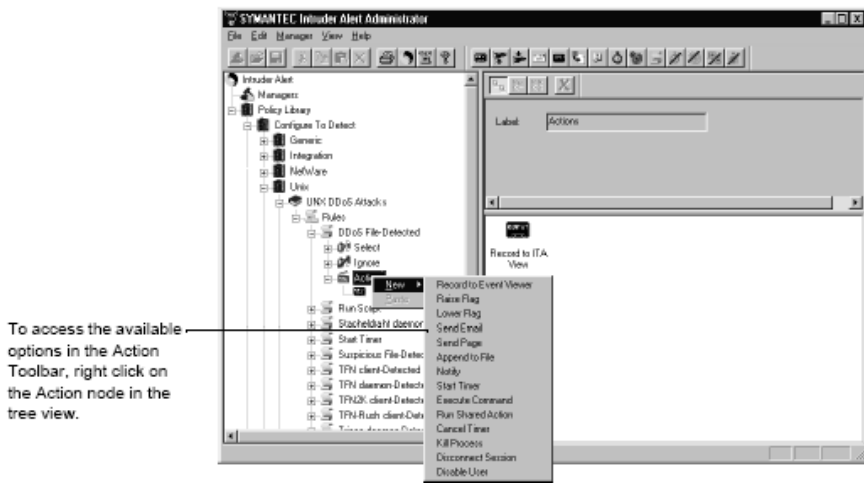 SYMANTEC Intruder Alert Administrator
File Edit Manager View Help
Intruder Alert
Managers
Policy Library
Configure To Detect
Generic
Integration
NetWare
Unix
UNIX DDoS Attacks
Rules
DDoS File-Detected
Select
Ignore
Run Script
Stacheldraht daemon
Start Timer
Suspicious File-Detec
TFN client-Detected
TFN daemon-Detecte
TFN2K client-Detecte
TFN-Rush client-Dete
Label:
Actions
Record to ITA
View
New
Paste
Record to Event Viewer
Raise Flag
Lower Flag
Send Email
Send Page
Append to File
Notify
Start Timer
Execute Command
Run Shared Action
Cancel Timer
Kill Process
Disconnect Session
Disable User
To access the available
options in the Action
Toolbar, right click on
the Action node in the
tree view.